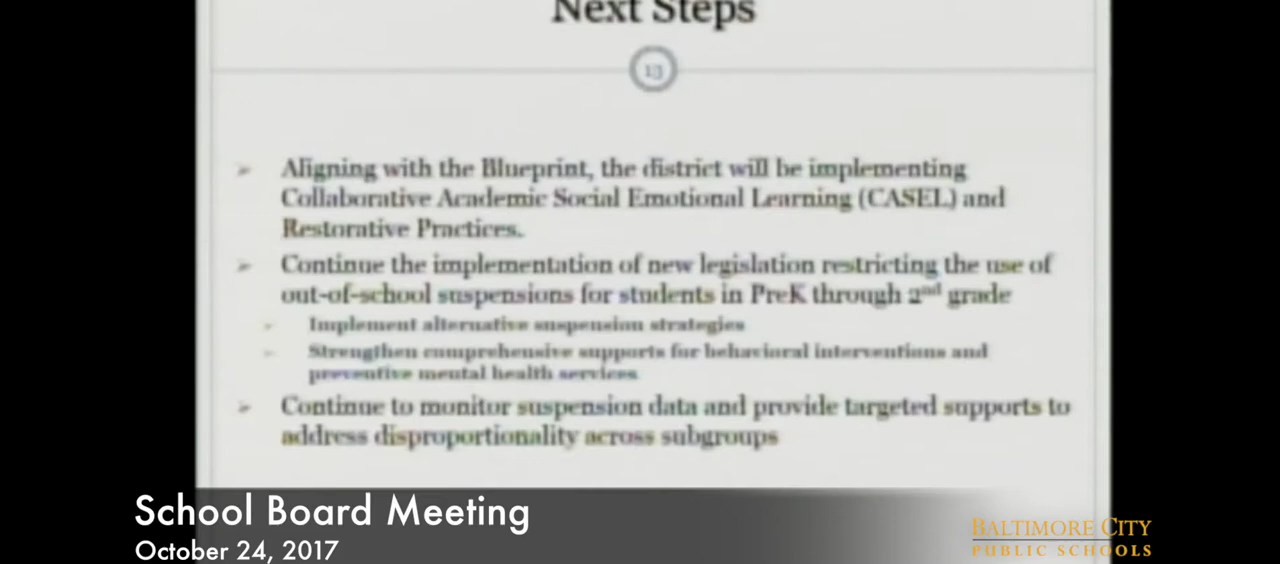 Next Steps
13
➢ Aligning with the Blueprint, the district will be implementing
Collaborative Academic Social Emotional Learning (CASEL) and
Restorative Practices.
➢ Continue the implementation of new legislation restricting the use of
out-of-school suspensions for students in PreK through 2nd grade
- Implement alternative suspension strategies
- Strengthen comprehensive supports for behavioral interventions and
preventive mental health services
➢ Continue to monitor suspension data and provide targeted supports to
address disproportionality across subgroups
School Board Meeting
October 24, 2017
BALTIMORE CITY
PUBLIC SCHOOLS